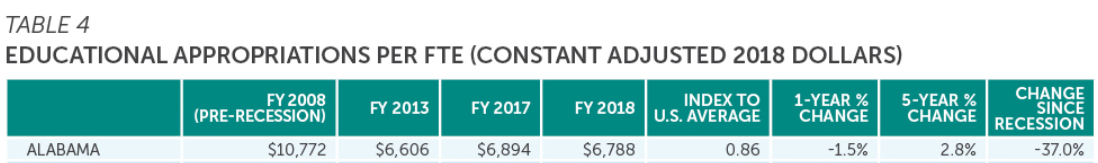 TABLE 4
EDUCATIONAL APPROPRIATIONS PER FTE (CONSTANT ADJUSTED 2018 DOLLARS)
FY 2008 (PRE-RECESSION) FY 2013 FY 2017 FY 2018 INDEX TO U.S. AVERAGE 1-YEAR % CHANGE 5-YEAR % CHANGE CHANGE SINCE RECESSION
ALABAMA $10,772 $6,606 $6,894 $6,788 0.86 -1.5% 2.8% -37.0%